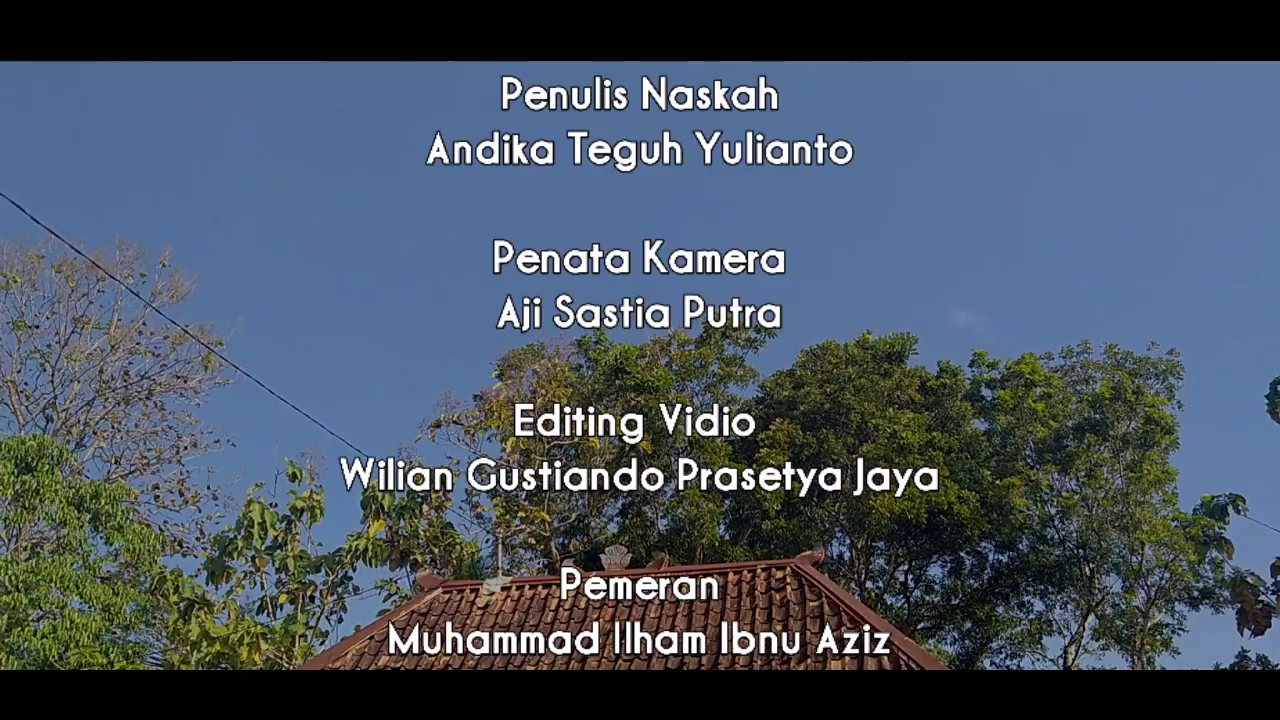 Penulis Naskah
Andika Teguh Yulianto
Penata Kamera
Aji Sastia Putra
Editing Vidio
Wilian Gustiando Prasetya Jaya
Pemeran
Muhammad Ilham Ibnu Aziz